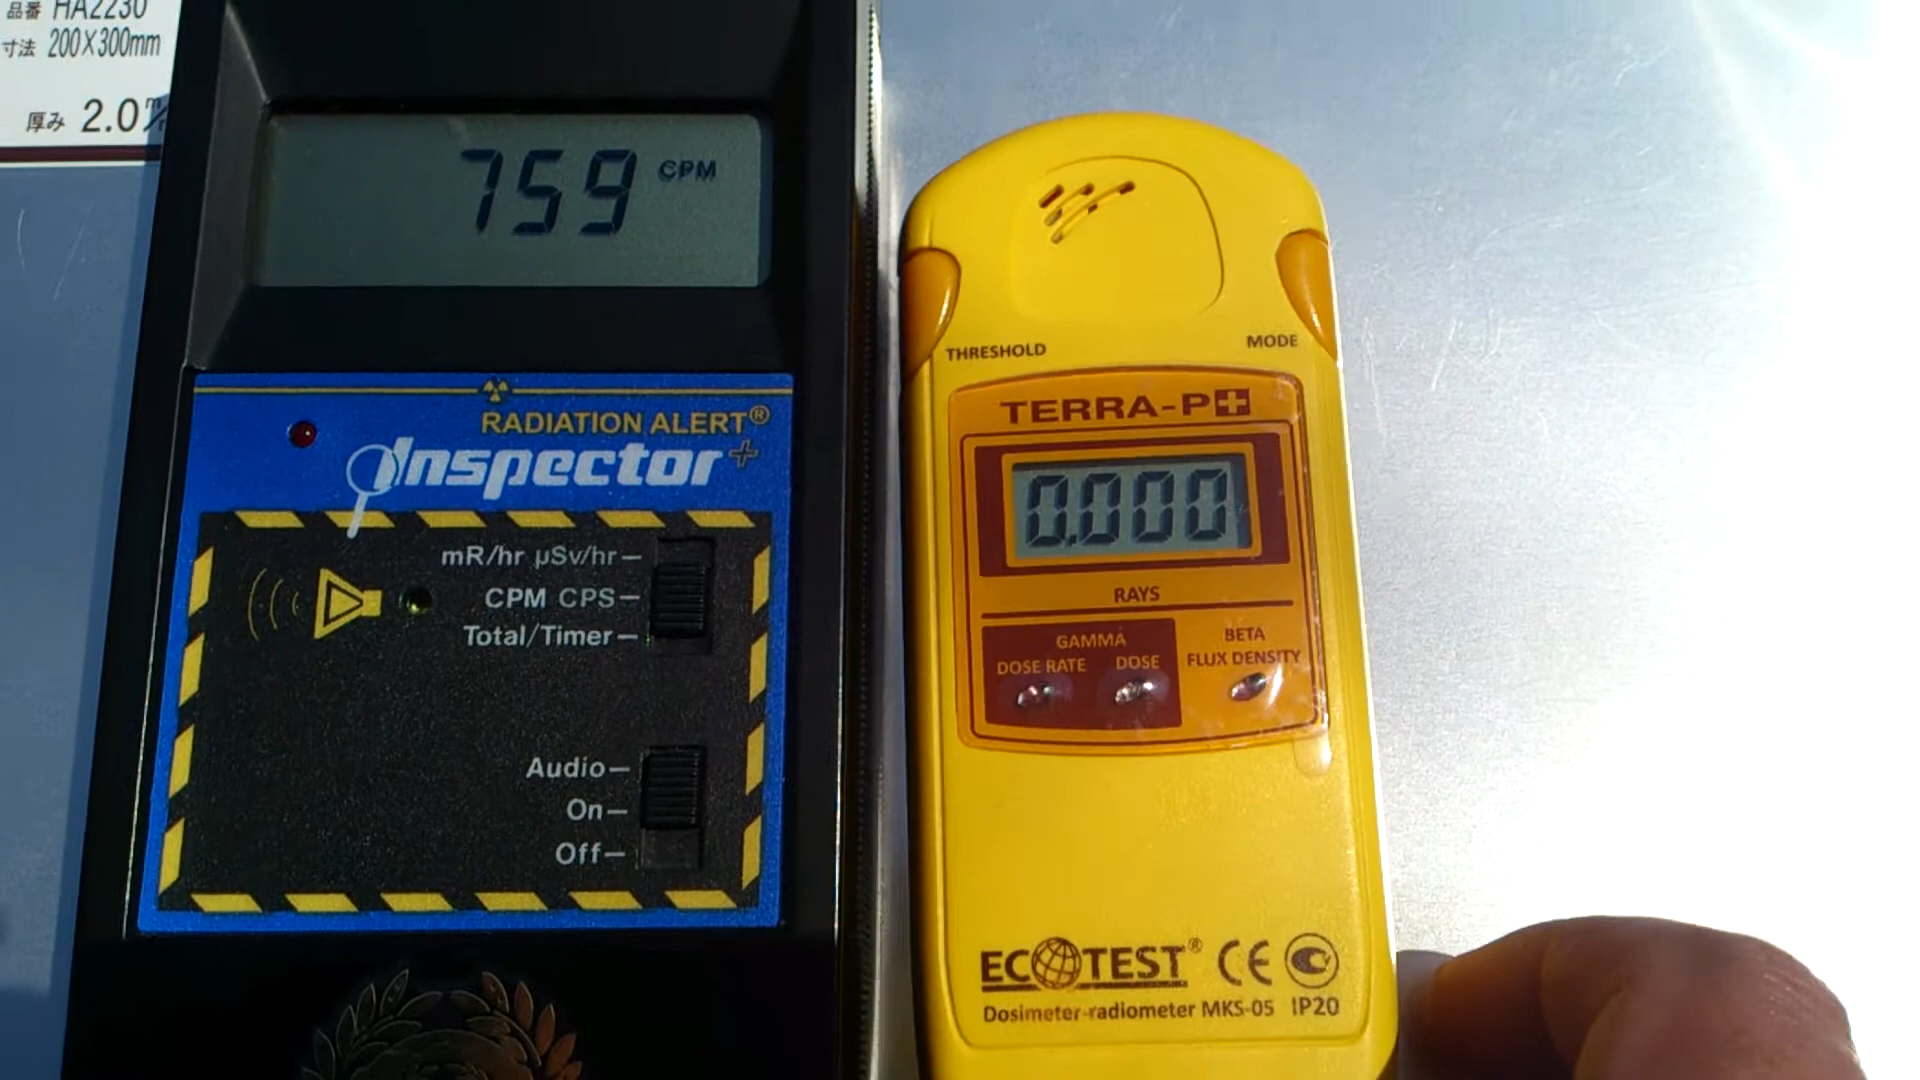 品番 HA2230
寸法 200×300mm
厚み 2.0
759 CPM
RADIATION ALERT®
Inspector+
mR/hr µSv/hr
CPM CPS
Total/Timer
Audio
On
Off
THRESHOLD
MODE
TERRA-P+
0.000
RAYS
GAMMA
DOSE RATE
DOSE
BETA
FLUX DENSITY
ECOTEST® CE
Dosimeter-radiometer MKS-05 IP20